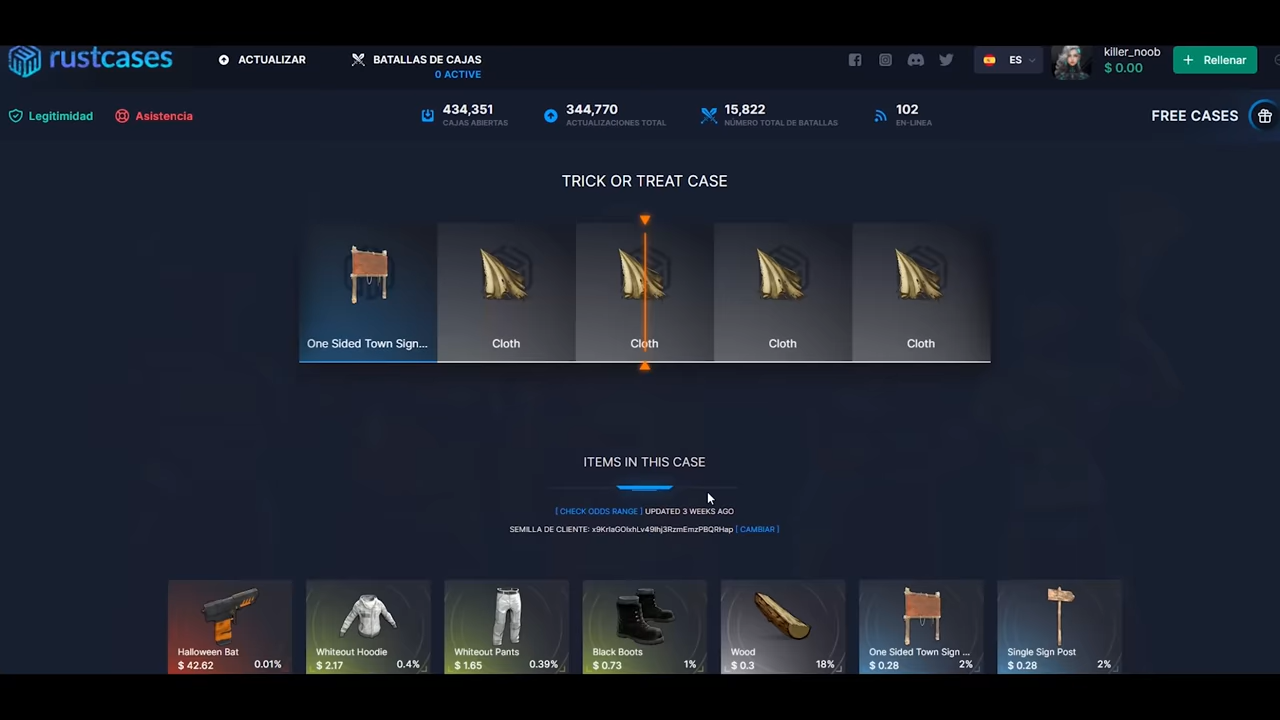 rustcases
ACTUALIZAR
BATALLAS DE CAJAS
0 ACTIVE
ES
killer_noob
$ 0.00
Rellenar
Legitimidad
Asistencia
434,351
CAJAS ABIERTAS
344,770
ACTUALIZACIONES TOTAL
15,822
NÚMERO TOTAL DE BATALLAS
102
EN-LINEA
FREE CASES
TRICK OR TREAT CASE
One Sided Town Sign...
Cloth
Cloth
Cloth
Cloth
ITEMS IN THIS CASE
[ CHECK ODDS RANGE ] UPDATED 3 WEEKS AGO
SEMILLA DE CLIENTE: [ CAMBIAR ]
Halloween Bat
$ 42.62 0.01%
Whiteout Hoodie
$ 2.17 0.4%
Whiteout Pants
$ 1.65 0.39%
Black Boots
$ 0.73 1%
Wood
$ 0.3 18%
One Sided Town Sign ...
$ 0.28 2%
Single Sign Post
$ 0.28 2%